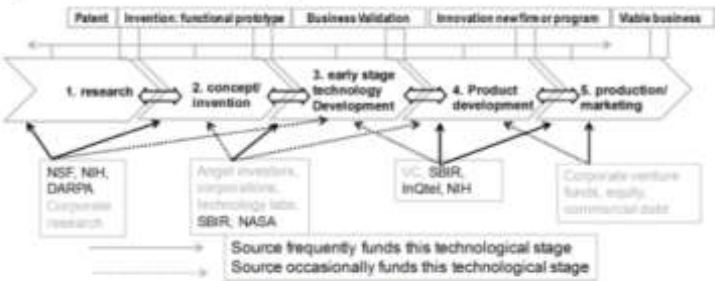 Patent
Invention: functional prototype
Business Validation
Innovation new firm or program
Viable business
1. research
2. concept/
invention
3. early stage
technology
Development
4. Product
development
5. production/
marketing
NSF, NIH,
DARPA
Corporate
research
Angel investors,
corporations,
technology labs,
SBIR, NASA
VC, SBIR,
InQtel, NIH
Corporate venture
funds, equity,
commercial debt
Source frequently funds this technological stage
Source occasionally funds this technological stage